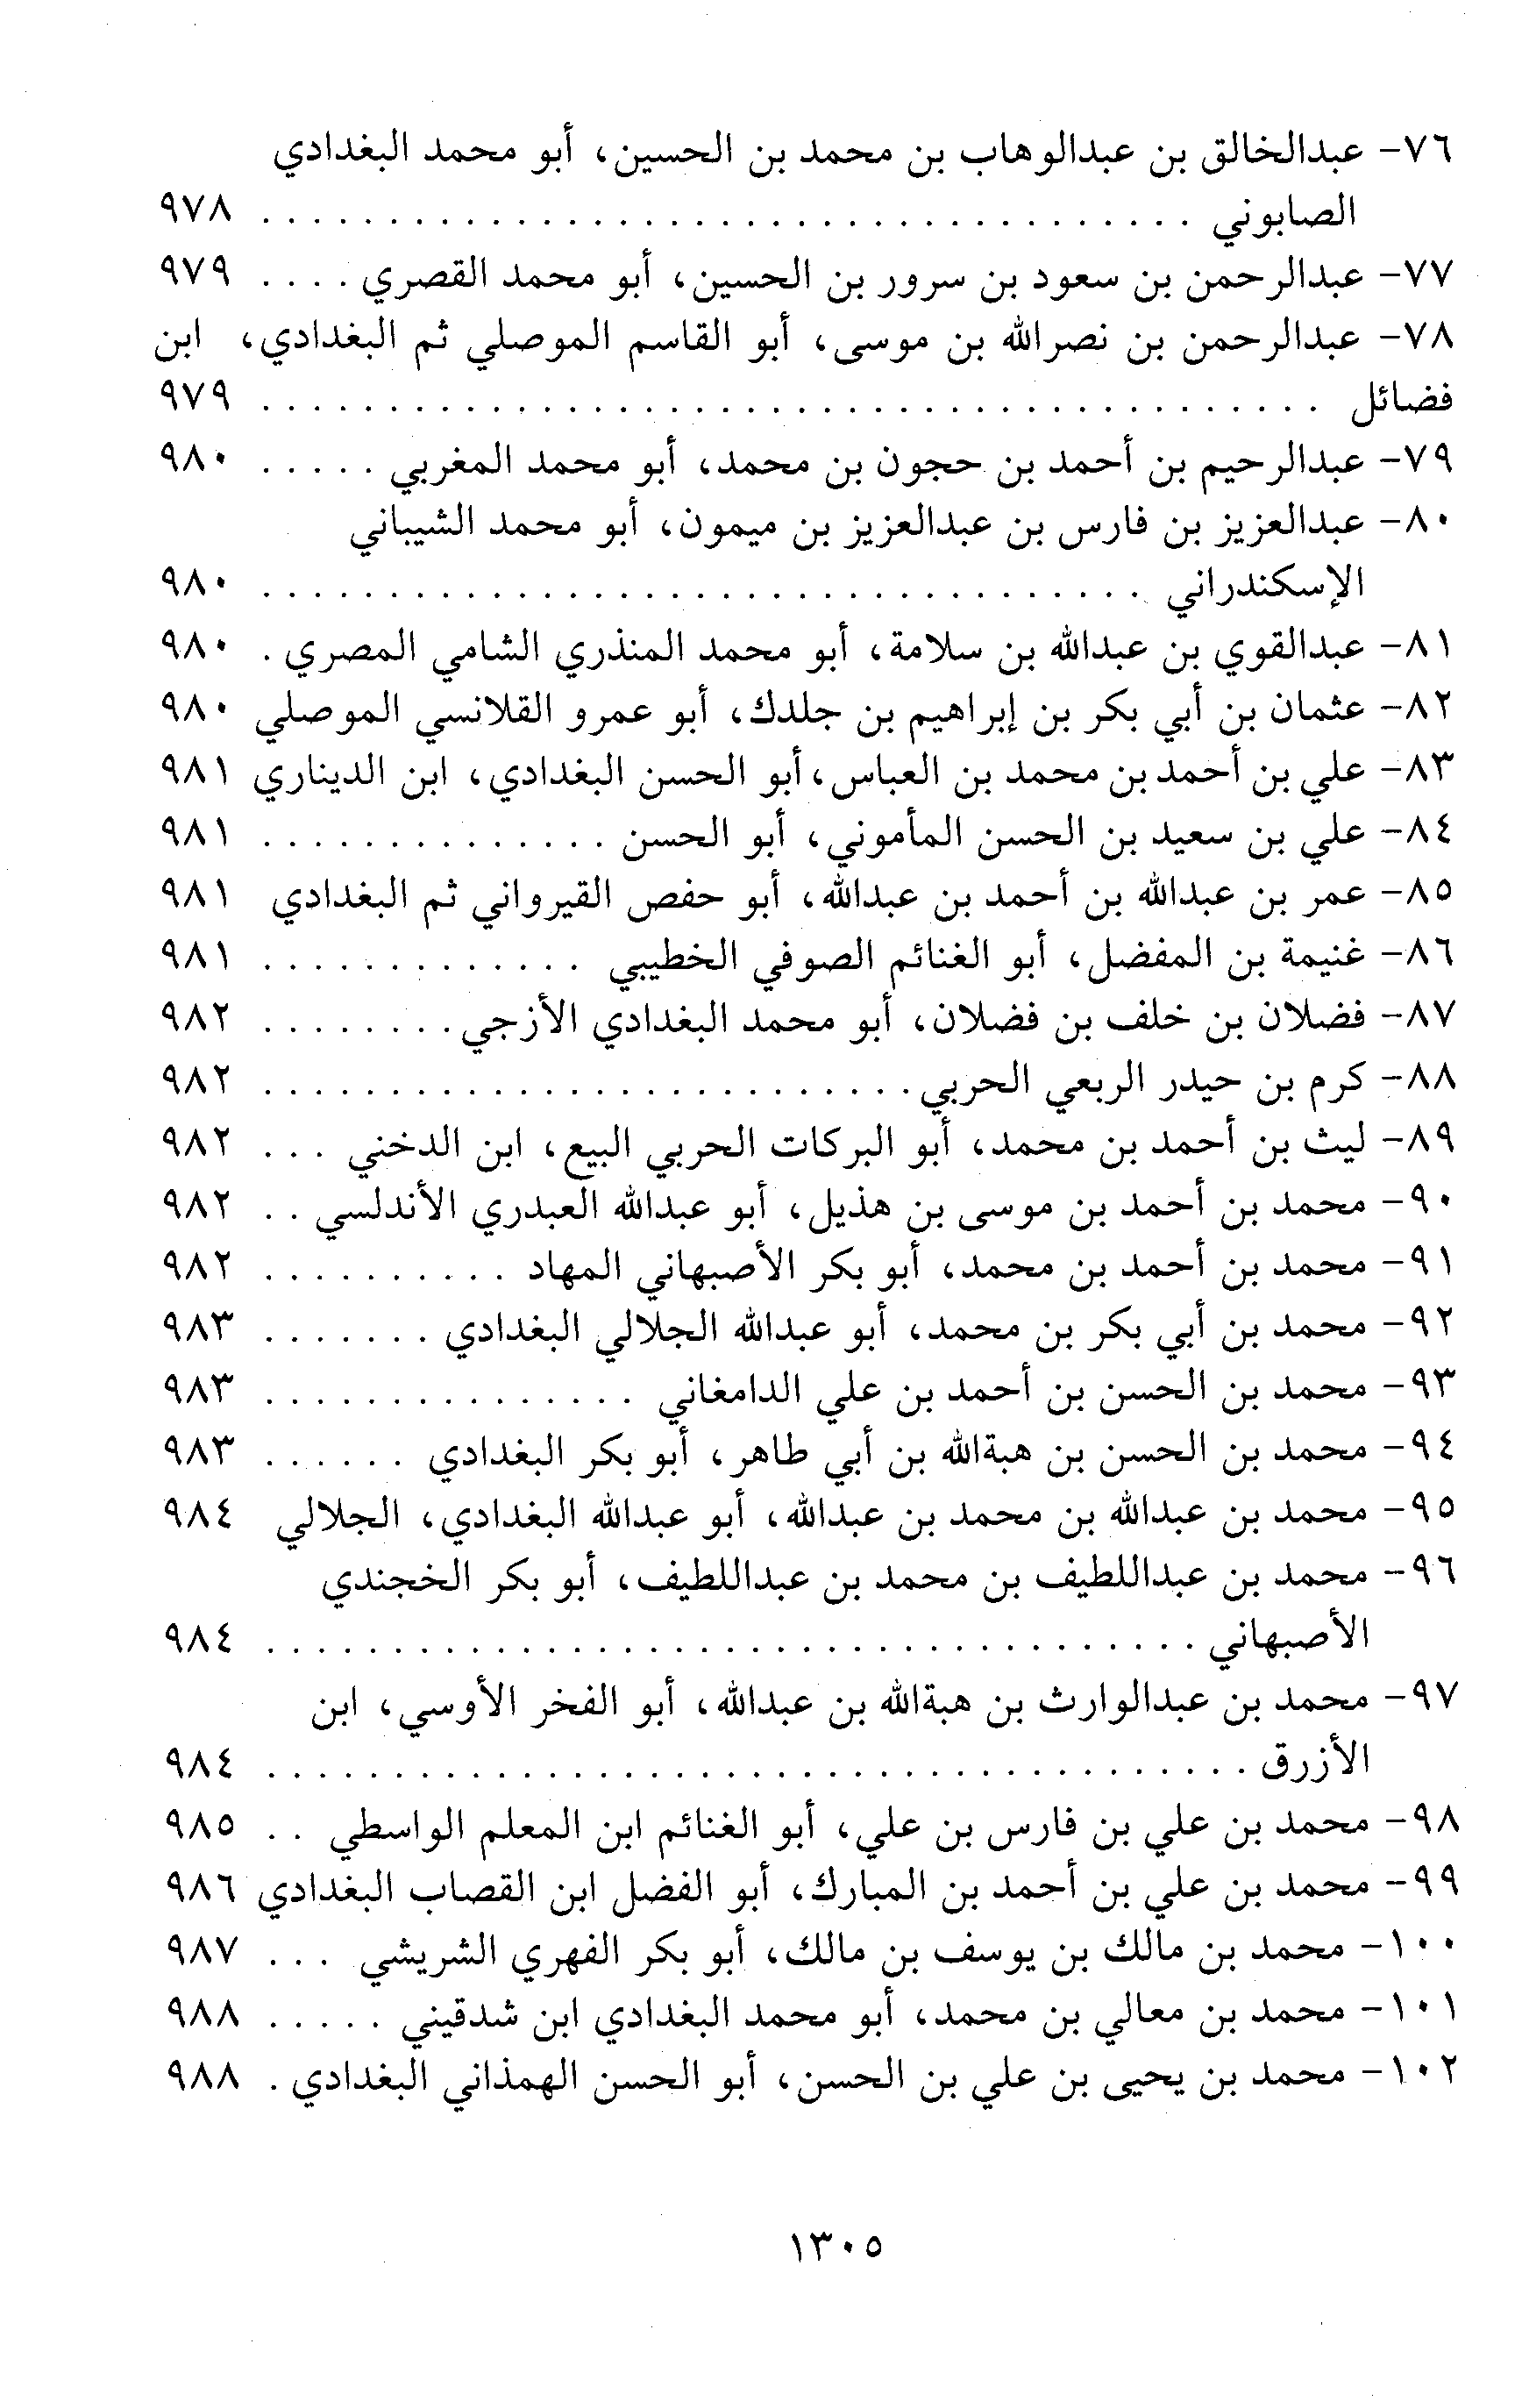 ٧٦- عبدالخالق بن عبدالوهاب بن محمد بن الحسين، أبو محمد البغدادي
الصابوني . . . . . . . . . . . . . . . . . . . . . . . . . . . . . . . . . . . . . ٩٧٨
٧٧- عبدالرحمن بن سعود بن سرور بن الحسين، أبو محمد القصري . . . . ٩٧٩
٧٨- عبدالرحمن بن نصرالله بن موسى، أبو القاسم الموصلي ثم البغدادي، ابن
فضائل . . . . . . . . . . . . . . . . . . . . . . . . . . . . . . . . . . . . . . . . . . ٩٧٩
٧٩- عبدالرحيم بن أحمد بن حجون بن محمد، أبو محمد المغربي . . . . . ٩٨٠
٨٠- عبدالعزيز بن فارس بن عبدالعزيز بن ميمون، أبو محمد الشيباني
الإسكندراني . . . . . . . . . . . . . . . . . . . . . . . . . . . . . . . . . . . ٩٨٠
٨١- عبدالقوي بن عبدالله بن سلامة، أبو محمد المنذري الشامي المصري . ٩٨٠
٨٢- عثمان بن أبي بكر بن إبراهيم بن جلدك، أبو عمرو القلانسي الموصلي ٩٨٠
٨٣- علي بن أحمد بن محمد بن العباس، أبو الحسن البغدادي، ابن الديناري ٩٨١
٨٤- علي بن سعيد بن الحسن المأموني، أبو الحسن . . . . . . . . . . . . . . ٩٨١
٨٥- عمر بن عبدالله بن أحمد بن عبدالله، أبو حفص القيرواني ثم البغدادي ٩٨١
٨٦- غنيمة بن المفضل، أبو الغنائم الصوفي الخطيبي . . . . . . . . . . . . . ٩٨١
٨٧- فضلان بن خلف بن فضلان، أبو محمد البغدادي الأزجي . . . . . . . . ٩٨٢
٨٨- كرم بن حيدر الربعي الحربي . . . . . . . . . . . . . . . . . . . . . . . . . . ٩٨٢
٨٩- ليث بن أحمد بن محمد، أبو البركات الحربي البيع، ابن الدخني . . . ٩٨٢
٩٠- محمد بن أحمد بن موسى بن هذيل، أبو عبدالله العبدري الأندلسي . . ٩٨٢
٩١- محمد بن أحمد بن محمد، أبو بكر الأصبهاني المهاد . . . . . . . . . . ٩٨٢
٩٢- محمد بن أبي بكر بن محمد، أبو عبدالله الجلالي البغدادي . . . . . . . ٩٨٣
٩٣- محمد بن الحسن بن أحمد بن علي الدامغاني . . . . . . . . . . . . . . . ٩٨٣
٩٤- محمد بن الحسن بن هبةالله بن أبي طاهر، أبو بكر البغدادي . . . . . . ٩٨٣
٩٥- محمد بن عبدالله بن محمد بن عبدالله، أبو عبدالله البغدادي، الجلالي ٩٨٤
٩٦- محمد بن عبداللطيف بن محمد بن عبداللطيف، أبو بكر الخجندي
الأصبهاني . . . . . . . . . . . . . . . . . . . . . . . . . . . . . . . . . . . . . ٩٨٤
٩٧- محمد بن عبدالوارث بن هبةالله بن عبدالله، أبو الفخر الأوسي، ابن
الأزرق . . . . . . . . . . . . . . . . . . . . . . . . . . . . . . . . . . . . . . . ٩٨٤
٩٨- محمد بن علي بن فارس بن علي، أبو الغنائم ابن المعلم الواسطي . . ٩٨٥
٩٩- محمد بن علي بن أحمد بن المبارك، أبو الفضل ابن القصاب البغدادي ٩٨٦
١٠٠- محمد بن مالك بن يوسف بن مالك، أبو بكر الفهري الشريشي . . . ٩٨٧
١٠١- محمد بن معالي بن محمد، أبو محمد البغدادي ابن شدقيني . . . . . ٩٨٨
١٠٢- محمد بن يحيى بن علي بن الحسن، أبو الحسن الهمذاني البغدادي . ٩٨٨
١٣٠٥